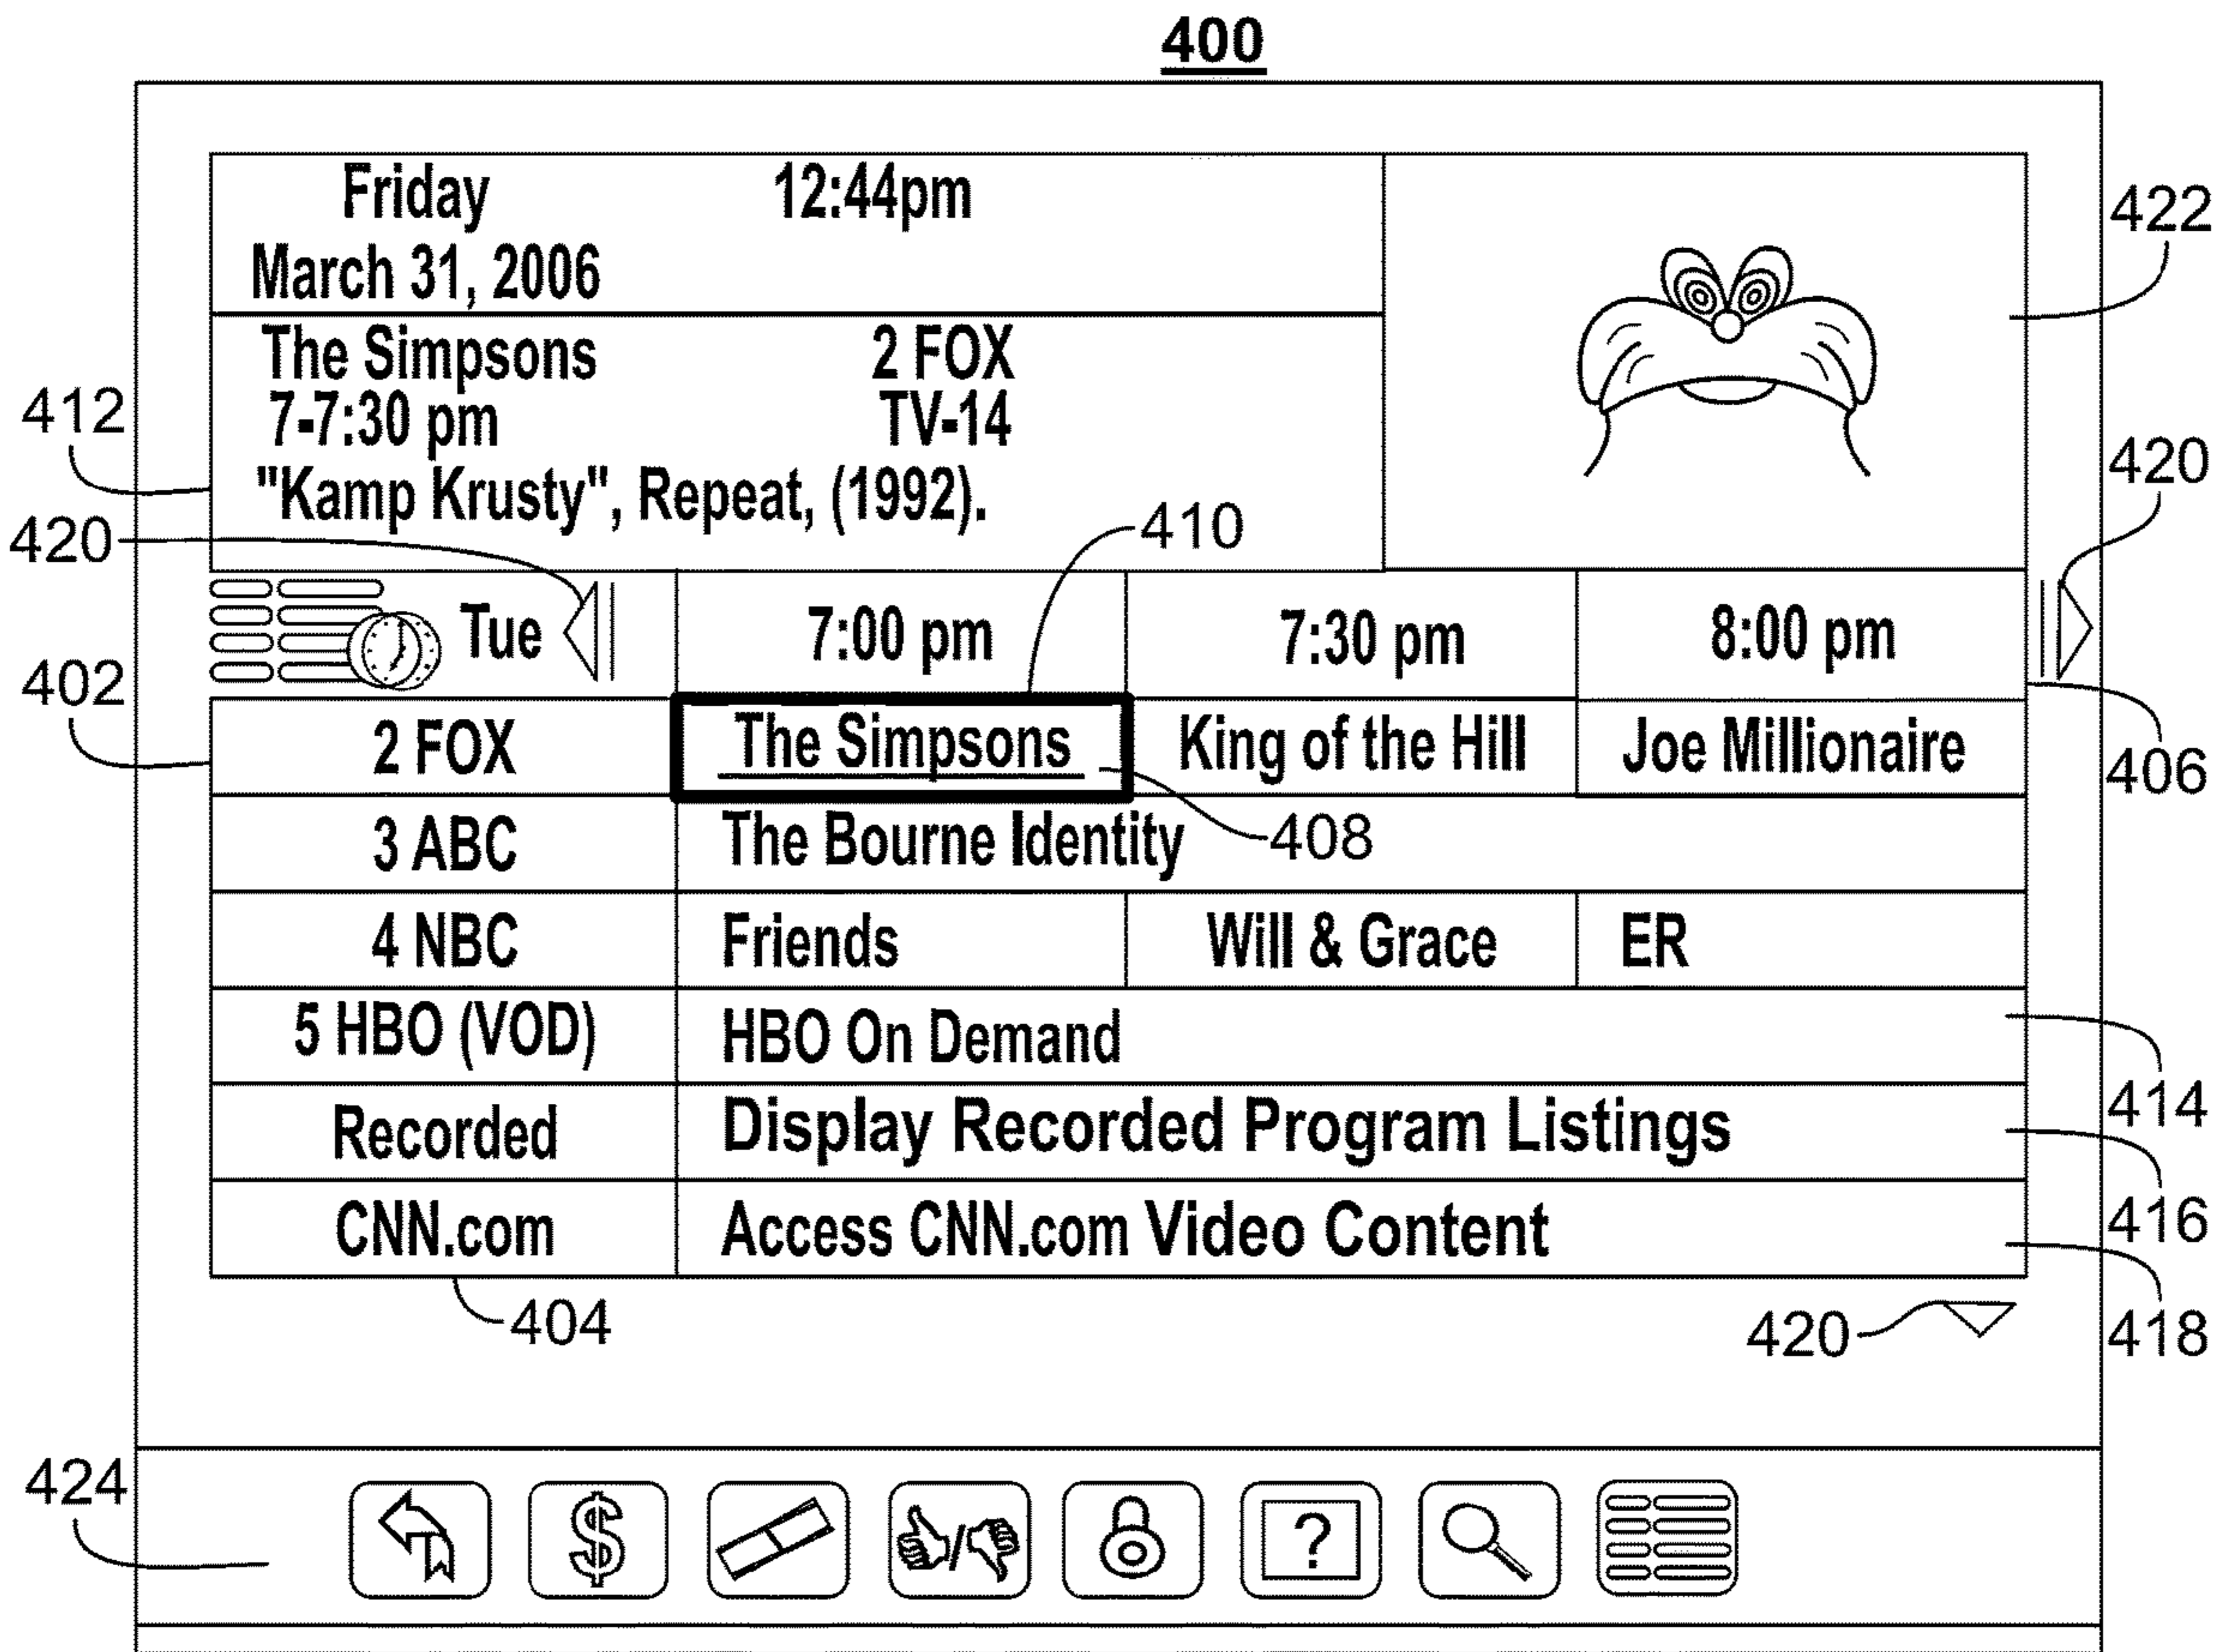 400
Friday 12:44pm
March 31, 2006
422
The Simpsons 2 FOX
412 7-7:30 pm TV-14
420
"Kamp Krusty", Repeat, (1992).
420 410
Tue 7:00 pm 7:30 pm 8:00 pm
402
2 FOX The Simpsons King of the Hill Joe Millionaire
406
3 ABC The Bourne Identity 408
4 NBC Friends Will & Grace ER
5 HBO (VOD) HBO On Demand
414
Recorded Display Recorded Program Listings
416
CNN.com Access CNN.com Video Content
404 420 418
424
$ / ?